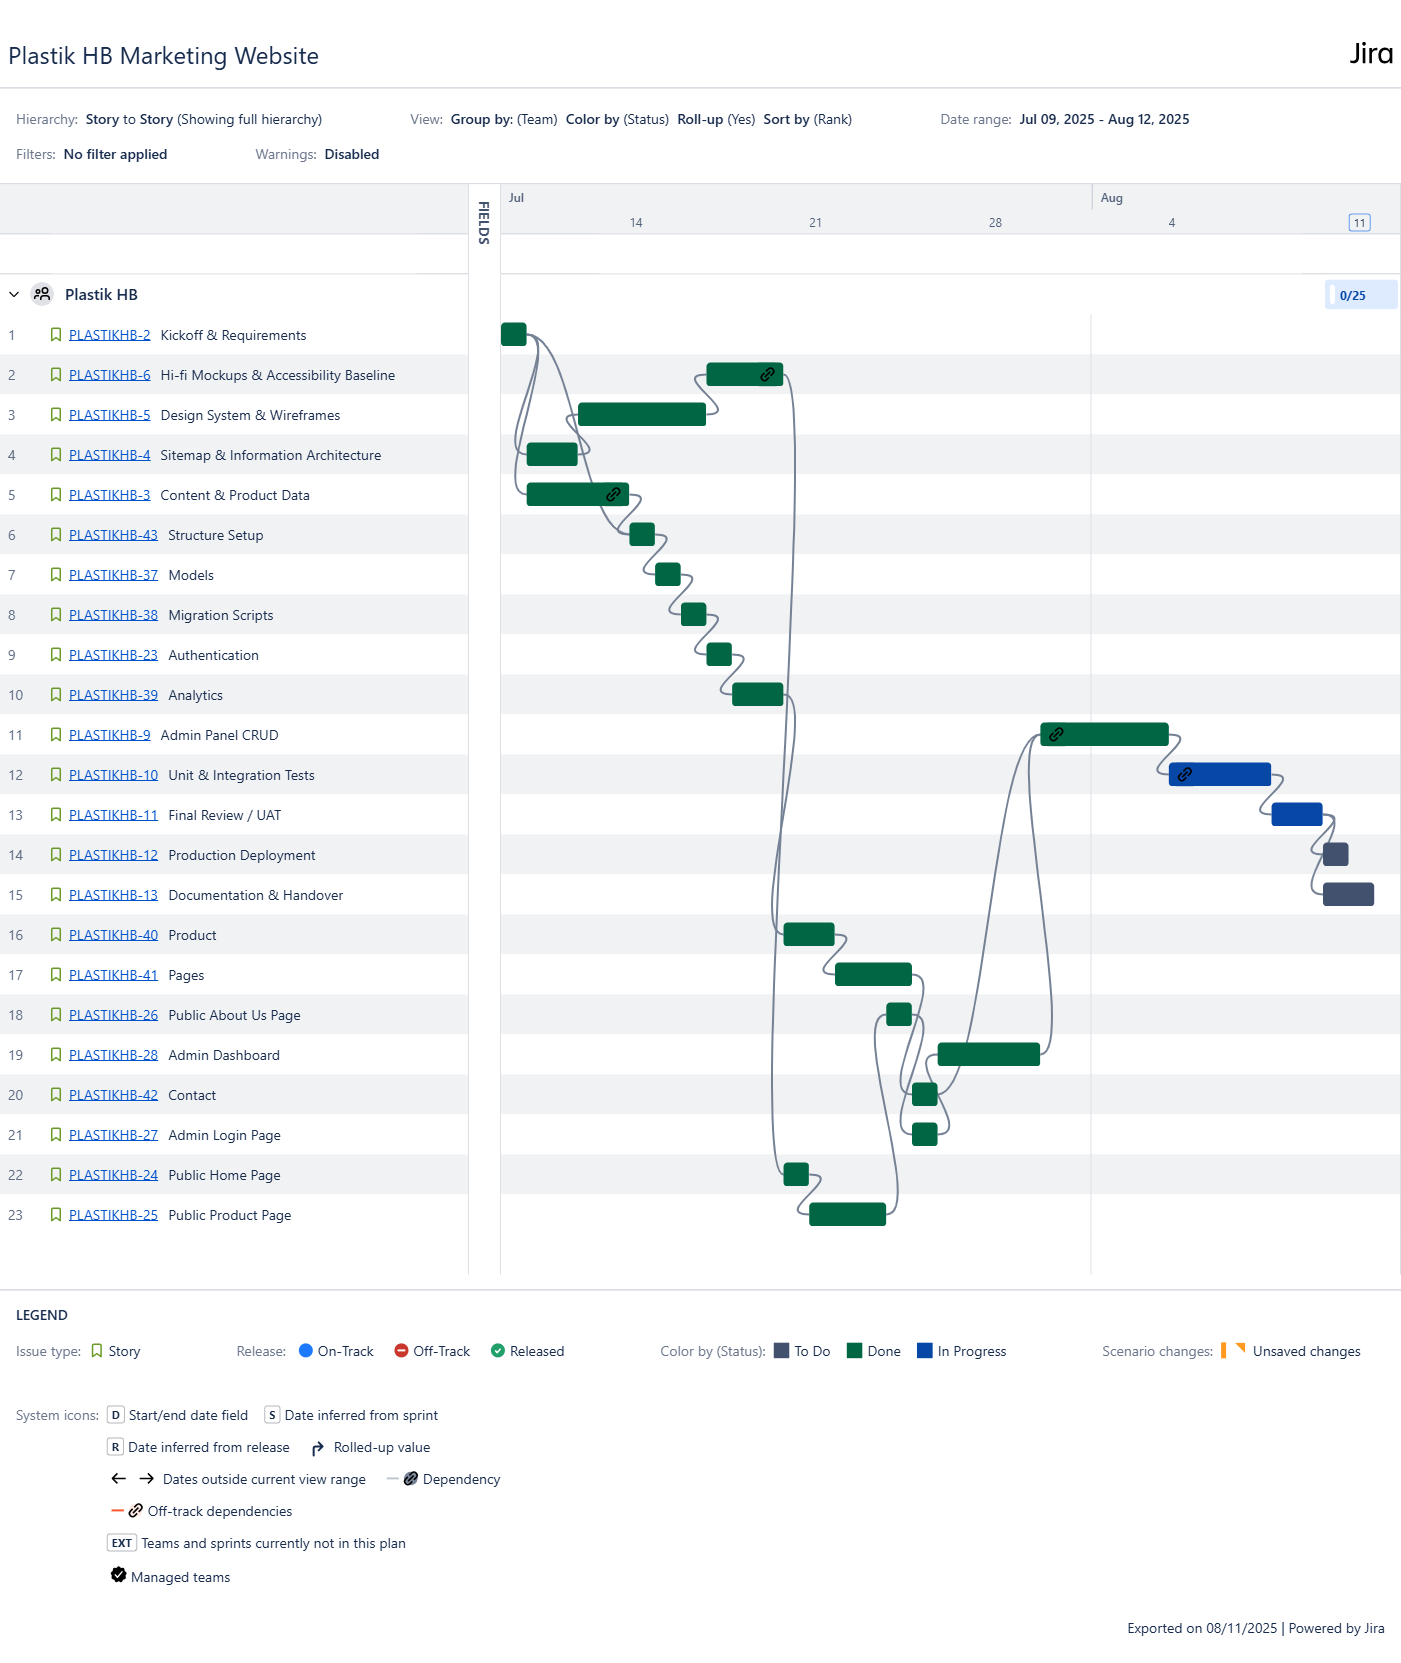 Plastik HB Marketing Website
Jira
Hierarchy: Story to Story (Showing full hierarchy) View: Group by: (Team) Color by (Status) Roll-up (Yes) Sort by (Rank) Date range: Jul 09, 2025 - Aug 12, 2025
Filters: No filter applied Warnings: Disabled
FIELDS
Jul Aug
14 21 28 4 11
Plastik HB 0/25
1 PLASTIKHB-2 Kickoff & Requirements
2 PLASTIKHB-6 Hi-fi Mockups & Accessibility Baseline
3 PLASTIKHB-5 Design System & Wireframes
4 PLASTIKHB-4 Sitemap & Information Architecture
5 PLASTIKHB-3 Content & Product Data
6 PLASTIKHB-43 Structure Setup
7 PLASTIKHB-37 Models
8 PLASTIKHB-38 Migration Scripts
9 PLASTIKHB-23 Authentication
10 PLASTIKHB-39 Analytics
11 PLASTIKHB-9 Admin Panel CRUD
12 PLASTIKHB-10 Unit & Integration Tests
13 PLASTIKHB-11 Final Review / UAT
14 PLASTIKHB-12 Production Deployment
15 PLASTIKHB-13 Documentation & Handover
16 PLASTIKHB-40 Product
17 PLASTIKHB-41 Pages
18 PLASTIKHB-26 Public About Us Page
19 PLASTIKHB-28 Admin Dashboard
20 PLASTIKHB-42 Contact
21 PLASTIKHB-27 Admin Login Page
22 PLASTIKHB-24 Public Home Page
23 PLASTIKHB-25 Public Product Page
LEGEND
Issue type: Story Release: On-Track Off-Track Released Color by (Status): To Do Done In Progress Scenario changes: Unsaved changes
System icons: D Start/end date field S Date inferred from sprint
R Date inferred from release Rolled-up value
Dates outside current view range Dependency
Off-track dependencies
EXT Teams and sprints currently not in this plan
Managed teams
Exported on 08/11/2025 | Powered by Jira